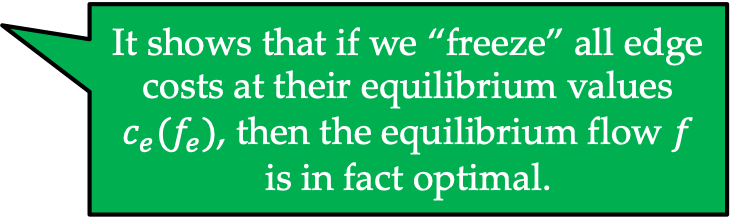 It shows that if we “freeze” all edge
costs at their equilibrium values
𝑐ₑ(𝑓ₑ), then the equilibrium flow 𝑓
is in fact optimal.